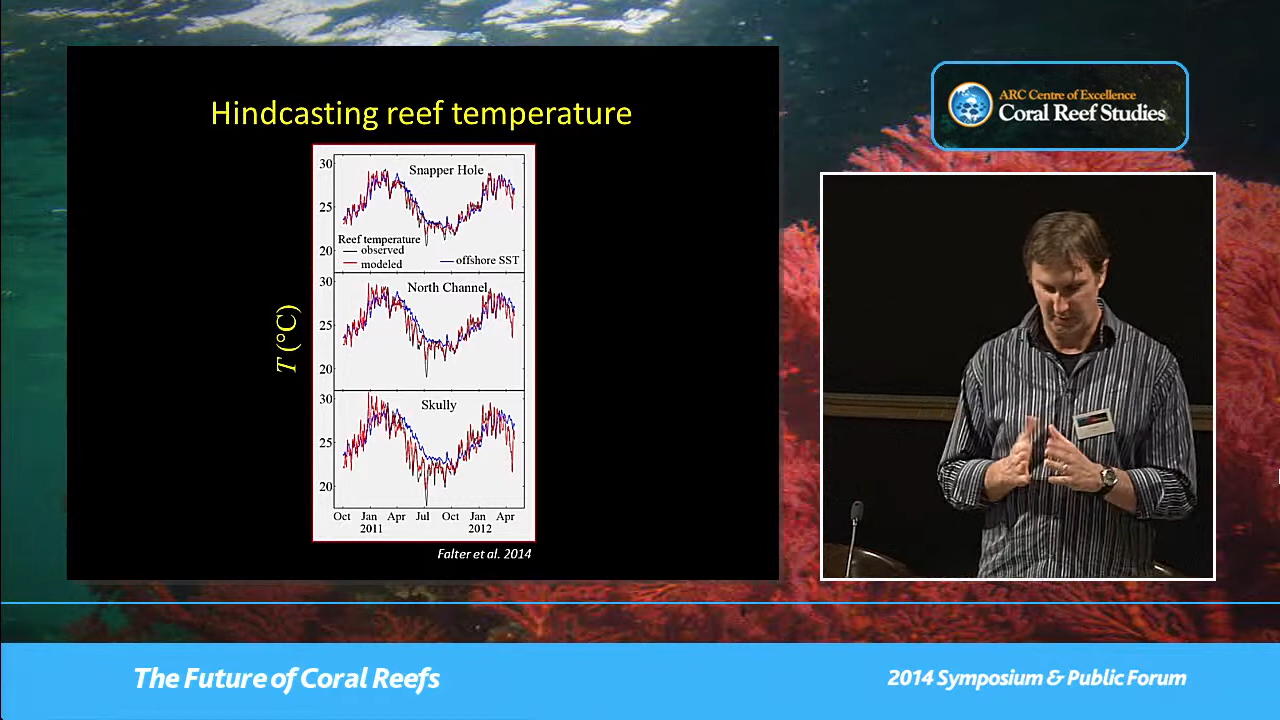 Hindcasting reef temperature
30
25
20
Snapper Hole
Reef temperature
observed
modeled
offshore SST
30
25
20
North Channel
30
25
20
Skully
T (°C)
Oct Jan Apr Jul Oct Jan Apr
2011 2012
Falter et al. 2014
ARC Centre of Excellence
Coral Reef Studies
The Future of Coral Reefs
2014 Symposium & Public Forum